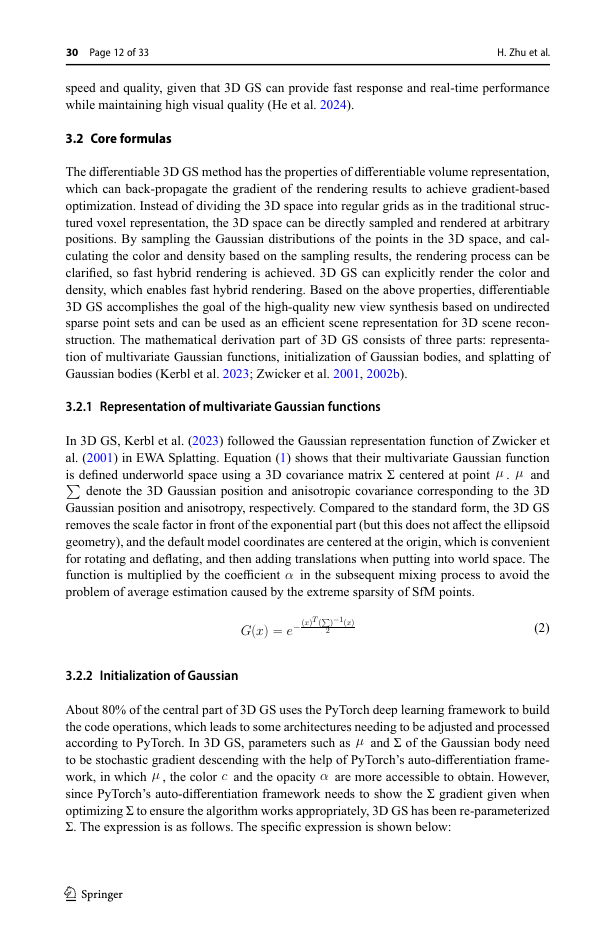 30 Page 12 of 33
H. Zhu et al.
speed and quality, given that 3D GS can provide fast response and real-time performance
while maintaining high visual quality (He et al. 2024).
3.2 Core formulas
The differentiable 3D GS method has the properties of differentiable volume representation,
which can back-propagate the gradient of the rendering results to achieve gradient-based
optimization. Instead of dividing the 3D space into regular grids as in the traditional struc-
tured voxel representation, the 3D space can be directly sampled and rendered at arbitrary
positions. By sampling the Gaussian distributions of the points in the 3D space, and cal-
culating the color and density based on the sampling results, the rendering process can be
clarified, so fast hybrid rendering is achieved. 3D GS can explicitly render the color and
density, which enables fast hybrid rendering. Based on the above properties, differentiable
3D GS accomplishes the goal of the high-quality new view synthesis based on undirected
sparse point sets and can be used as an efficient scene representation for 3D scene recon-
struction. The mathematical derivation part of 3D GS consists of three parts: representa-
tion of multivariate Gaussian functions, initialization of Gaussian bodies, and splatting of
Gaussian bodies (Kerbl et al. 2023; Zwicker et al. 2001, 2002b).
3.2.1 Representation of multivariate Gaussian functions
In 3D GS, Kerbl et al. (2023) followed the Gaussian representation function of Zwicker et
al. (2001) in EWA Splatting. Equation (1) shows that their multivariate Gaussian function
is defined underworld space using a 3D covariance matrix Σ centered at point μ . μ and
∑ denote the 3D Gaussian position and anisotropic covariance corresponding to the 3D
Gaussian position and anisotropy, respectively. Compared to the standard form, the 3D GS
removes the scale factor in front of the exponential part (but this does not affect the ellipsoid
geometry), and the default model coordinates are centered at the origin, which is convenient
for rotating and deflating, and then adding translations when putting into world space. The
function is multiplied by the coefficient α in the subsequent mixing process to avoid the
problem of average estimation caused by the extreme sparsity of SfM points.
G(x) = e^{-\frac{(x)^T(∑)^{-1}(x)}{2}} (2)
3.2.2 Initialization of Gaussian
About 80% of the central part of 3D GS uses the PyTorch deep learning framework to build
the code operations, which leads to some architectures needing to be adjusted and processed
according to PyTorch. In 3D GS, parameters such as μ and Σ of the Gaussian body need
to be stochastic gradient descending with the help of PyTorch's auto-differentiation frame-
work, in which μ , the color c and the opacity α are more accessible to obtain. However,
since PyTorch's auto-differentiation framework needs to show the Σ gradient given when
optimizing Σ to ensure the algorithm works appropriately, 3D GS has been re-parameterized
Σ. The expression is as follows. The specific expression is shown below:
Springer